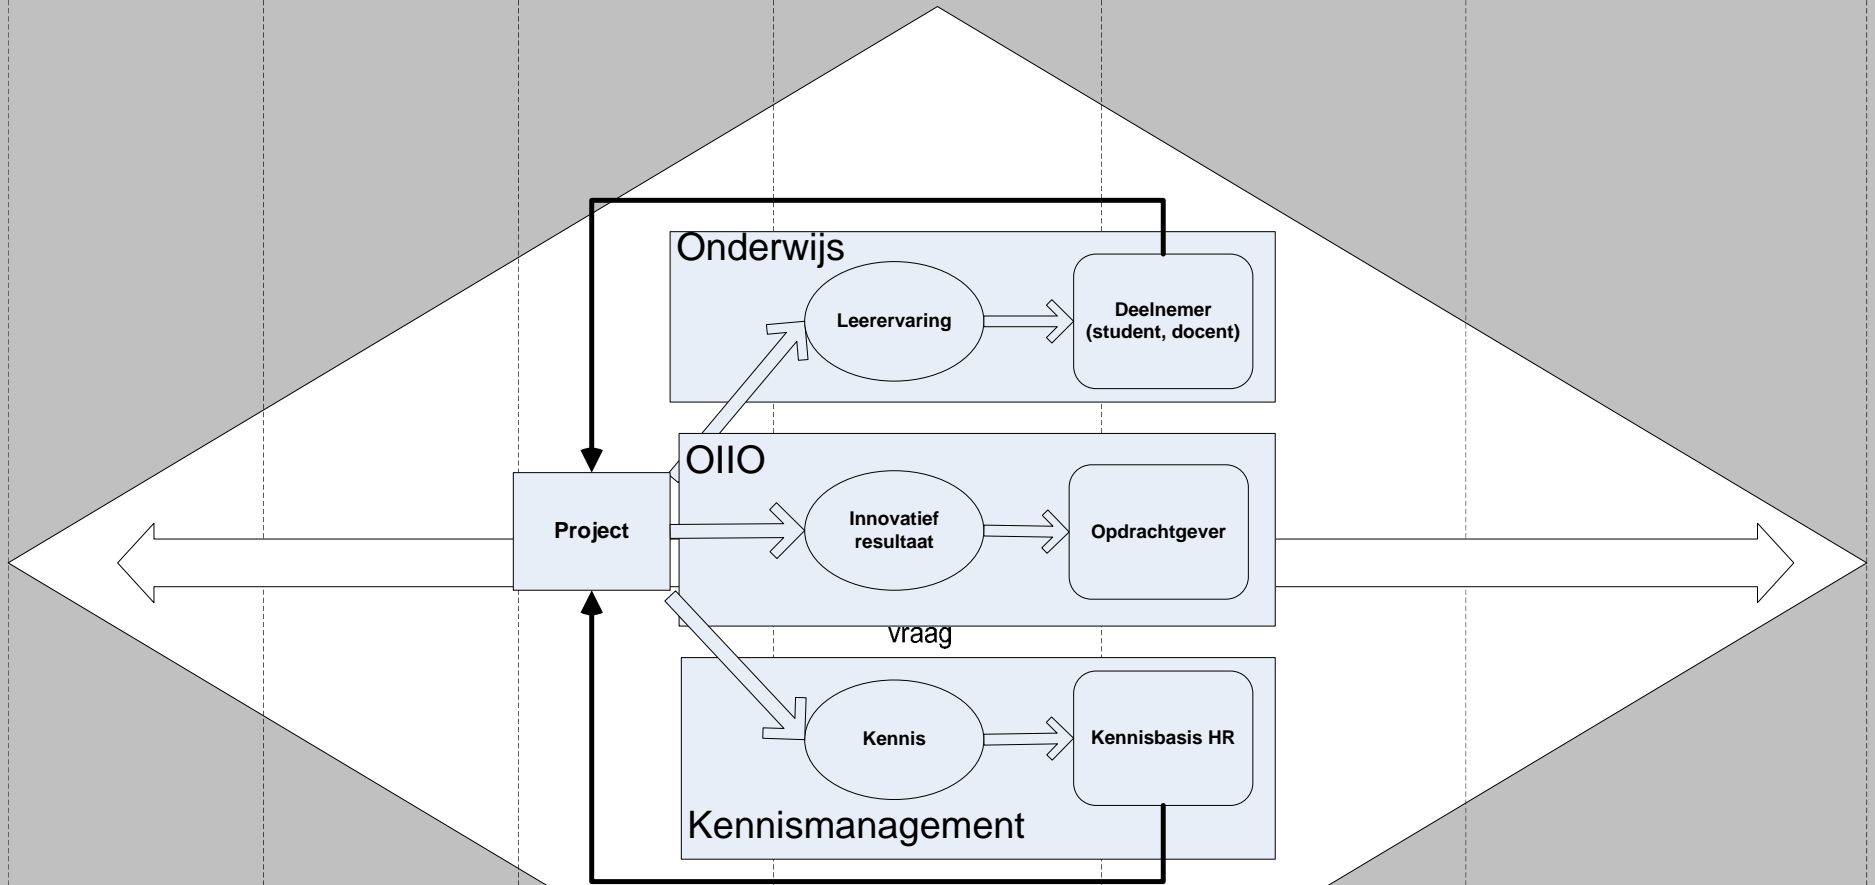 Onderwijs
Leerervaring
Deelnemer
(student, docent)
OIIO
Project
Innovatief
resultaat
Opdrachtgever
vraag
Kennis
Kennisbasis HR
Kennismanagement